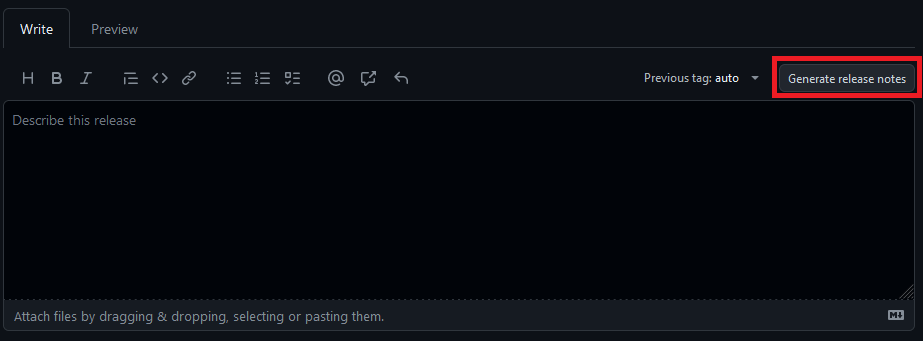 Write Preview
H B I <> @ Previous tag: auto Generate release notes
Describe this release
Attach files by dragging & dropping, selecting or pasting them. M↓